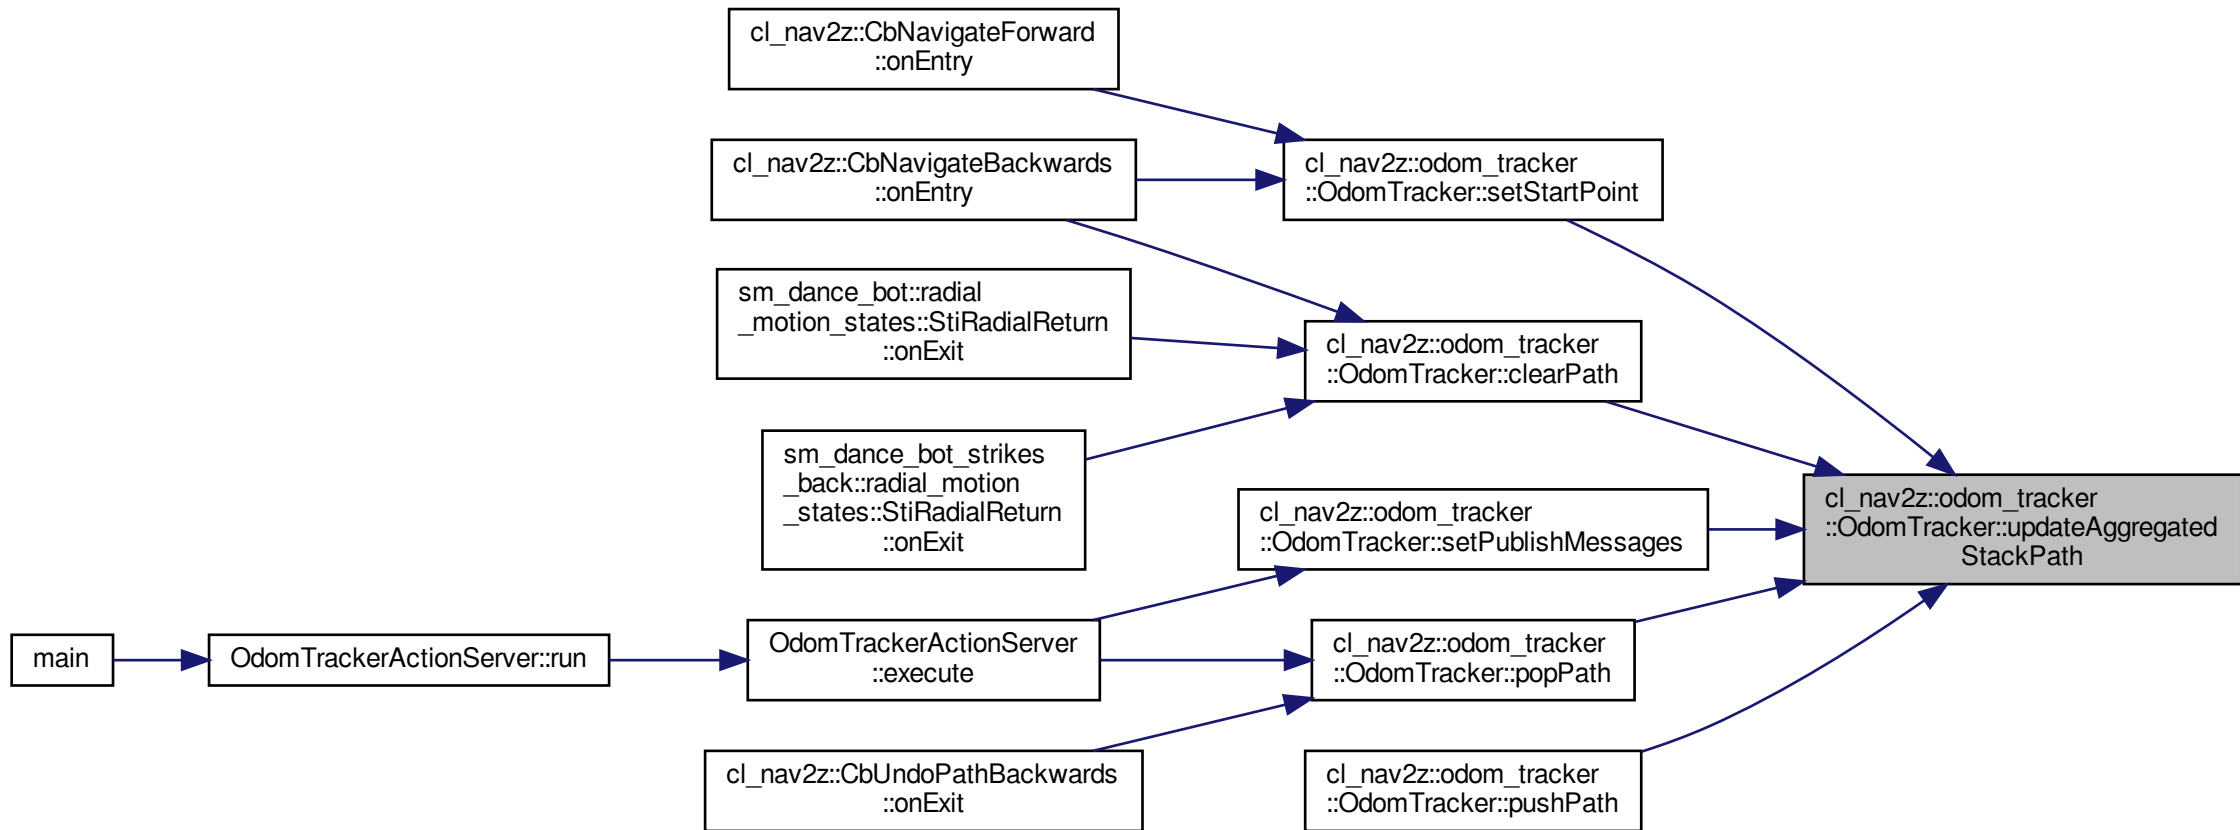 cl_nav2z::CbNavigateForward
::onEntry
cl_nav2z::CbNavigateBackwards
::onEntry
cl_nav2z::odom_tracker
::OdomTracker::setStartPoint
sm_dance_bot::radial
_motion_states::StiRadialReturn
::onExit
cl_nav2z::odom_tracker
::OdomTracker::clearPath
sm_dance_bot_strikes
_back::radial_motion
_states::StiRadialReturn
::onExit
cl_nav2z::odom_tracker
::OdomTracker::setPublishMessages
cl_nav2z::odom_tracker
::OdomTracker::updateAggregated
StackPath
main
OdomTrackerActionServer::run
OdomTrackerActionServer
::execute
cl_nav2z::odom_tracker
::OdomTracker::popPath
cl_nav2z::CbUndoPathBackwards
::onExit
cl_nav2z::odom_tracker
::OdomTracker::pushPath